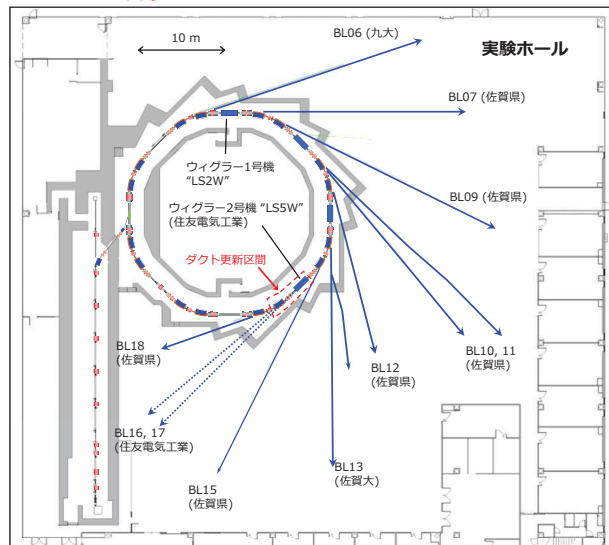 BL06 (九大)
10 m
実験ホール
BL07 (佐賀県)
ウィグラー1号機
"LS2W"
BL09 (佐賀県)
ウィグラー2号機 "LS5W"
(住友電気工業)
ダクト更新区間
BL18
(佐賀県)
BL10, 11
(佐賀県)
BL12
(佐賀県)
BL16, 17
(住友電気工業)
BL13
(佐賀大)
BL15
(佐賀県)